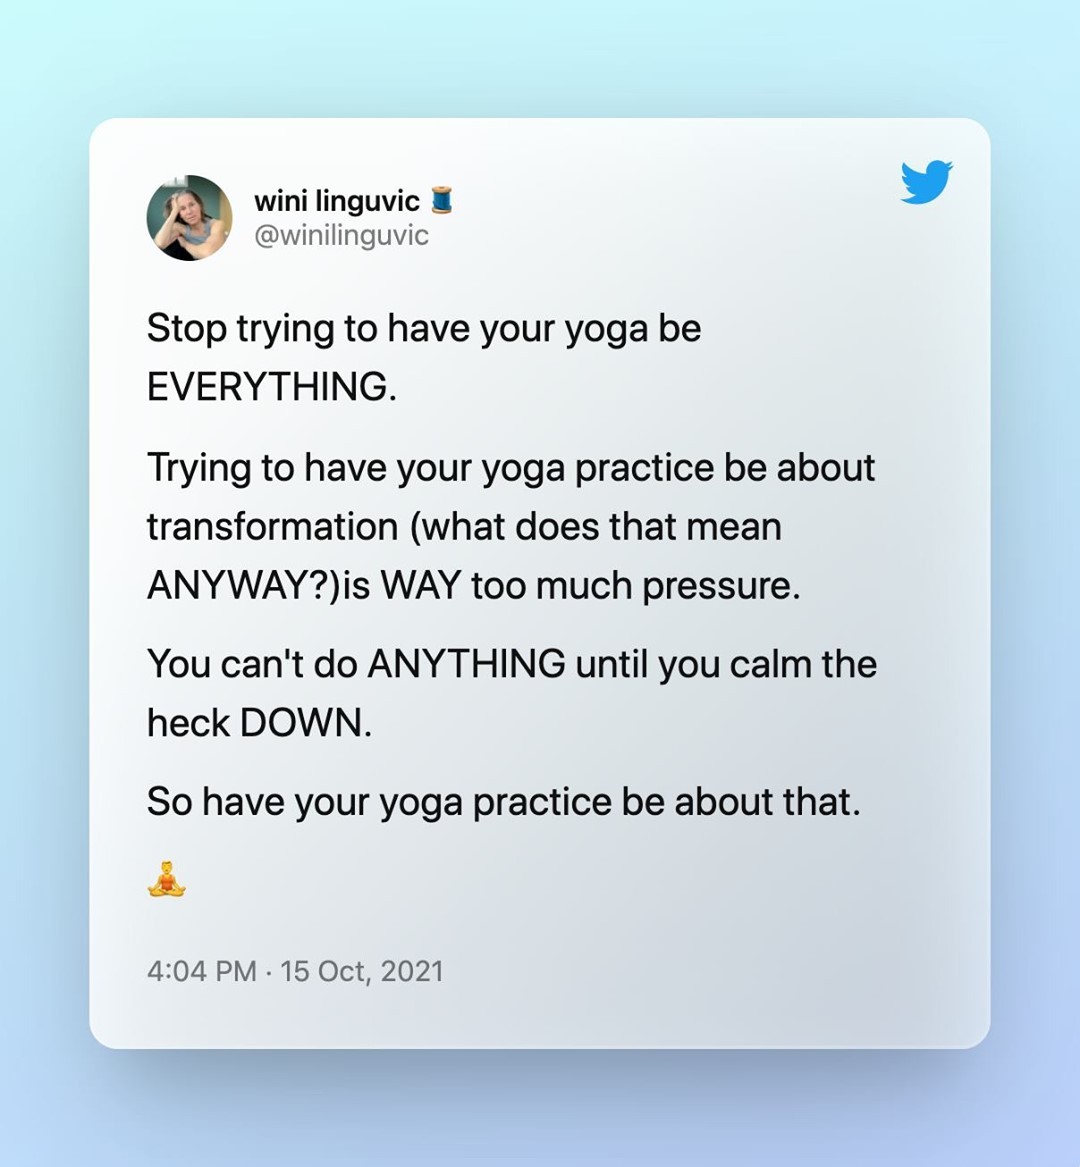 wini linguvic 🧵
@winilinguvic
Stop trying to have your yoga be
EVERYTHING.
Trying to have your yoga practice be about
transformation (what does that mean
ANYWAY?)is WAY too much pressure.
You can't do ANYTHING until you calm the
heck DOWN.
So have your yoga practice be about that.
🧘
4:04 PM · 15 Oct, 2021